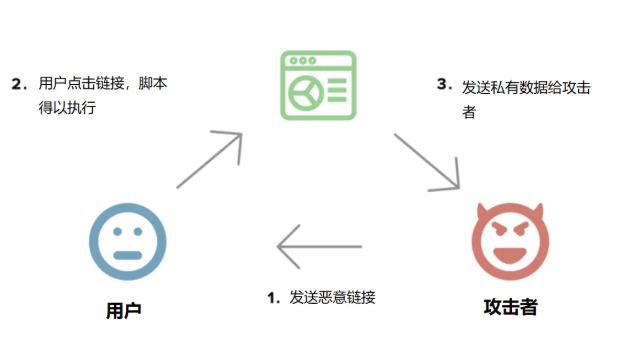 2. 用户点击链接，脚本
得以执行
3. 发送私有数据给攻击
者
用户
1. 发送恶意链接
攻击者